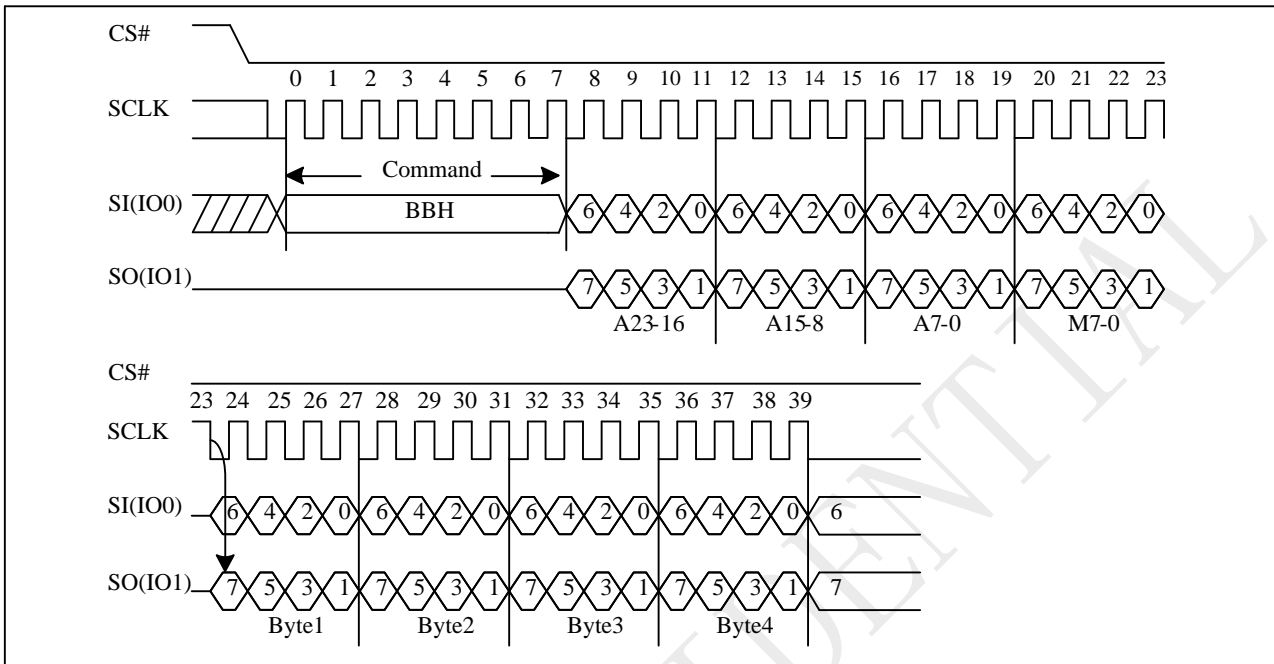 CS#
0 1 2 3 4 5 6 7 8 9 10 11 12 13 14 15 16 17 18 19 20 21 22 23
SCLK
Command
SI(IO0) BBH 6 4 2 0 6 4 2 0 6 4 2 0 6 4 2 0
SO(IO1) 7 5 3 1 7 5 3 1 7 5 3 1 7 5 3 1
A23-16 A15-8 A7-0 M7-0
CS#
23 24 25 26 27 28 29 30 31 32 33 34 35 36 37 38 39
SCLK
SI(IO0) 6 4 2 0 6 4 2 0 6 4 2 0 6 4 2 0 6
SO(IO1) 7 5 3 1 7 5 3 1 7 5 3 1 7 5 3 1 7
Byte1 Byte2 Byte3 Byte4